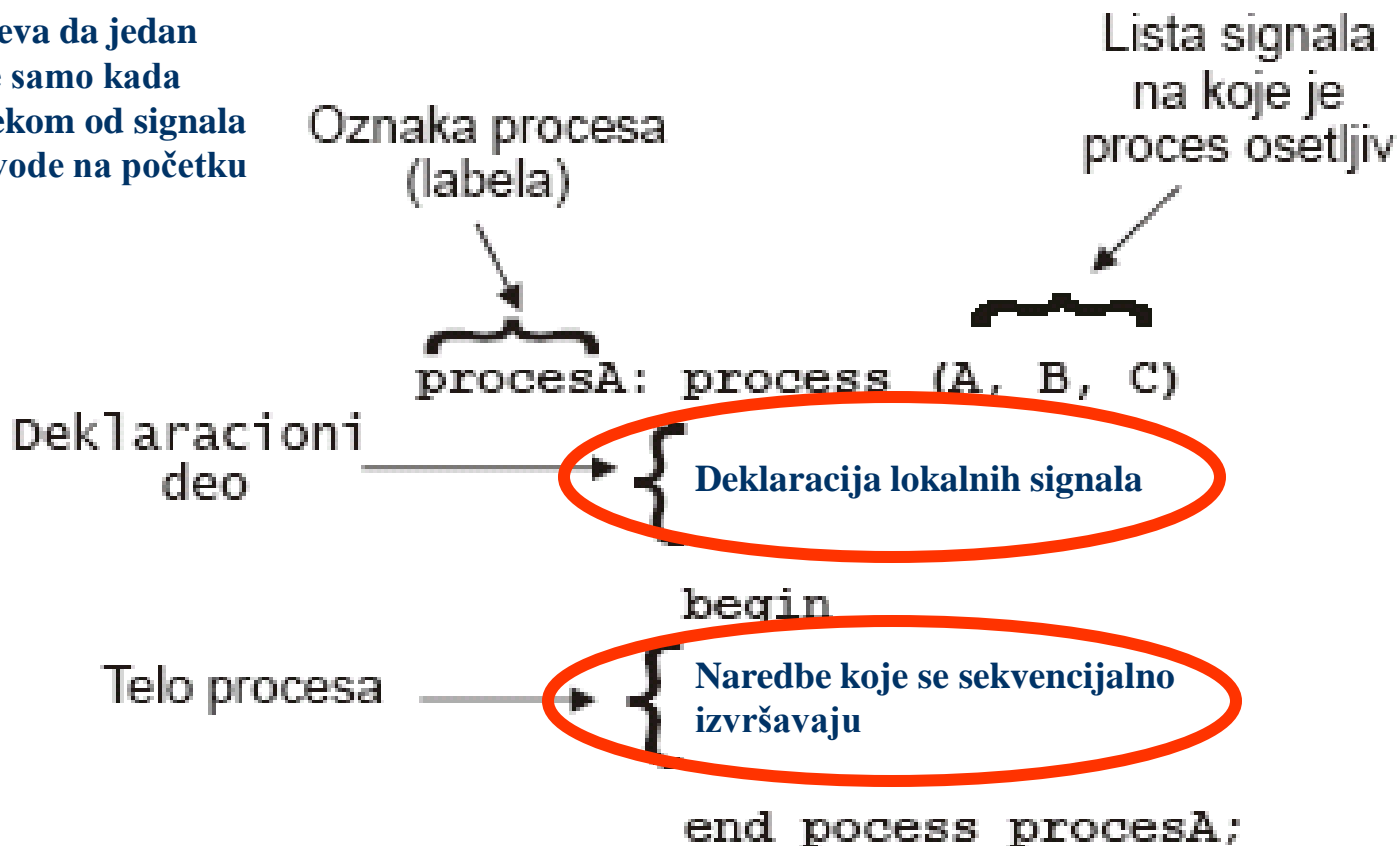 eva da jedan
samo kada
ekom od signala
vode na početku
Lista signala
na koje je
proces osetljiv
Oznaka procesa
(labela)
procesA: process (A, B, C)
Deklaracioni
deo
Deklaracija lokalnih signala
begin
Telo procesa
Naredbe koje se sekvencijalno
izvršavaju
end pocess procesA;